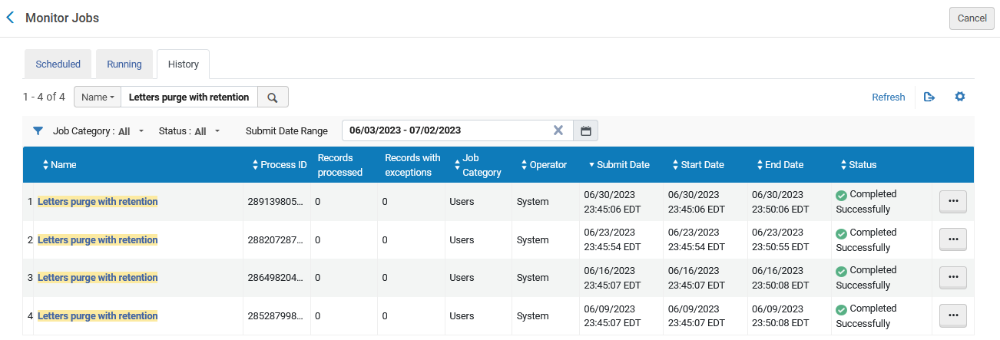 Monitor Jobs
Cancel
Scheduled Running History
1 - 4 of 4 Name Letters purge with retention Refresh
Job Category : All Status : All Submit Date Range 06/03/2023 - 07/02/2023
Name Process ID Records processed Records with exceptions Job Category Operator Submit Date Start Date End Date Status
1 Letters purge with retention 289139805... 0 0 Users System 06/30/2023 23:45:06 EDT 06/30/2023 23:45:06 EDT 06/30/2023 23:50:06 EDT Completed Successfully ...
2 Letters purge with retention 288207287... 0 0 Users System 06/23/2023 23:45:54 EDT 06/23/2023 23:45:54 EDT 06/23/2023 23:50:55 EDT Completed Successfully ...
3 Letters purge with retention 286498204... 0 0 Users System 06/16/2023 23:45:07 EDT 06/16/2023 23:45:07 EDT 06/16/2023 23:50:08 EDT Completed Successfully ...
4 Letters purge with retention 285287998... 0 0 Users System 06/09/2023 23:45:07 EDT 06/09/2023 23:45:07 EDT 06/09/2023 23:50:08 EDT Completed Successfully ...